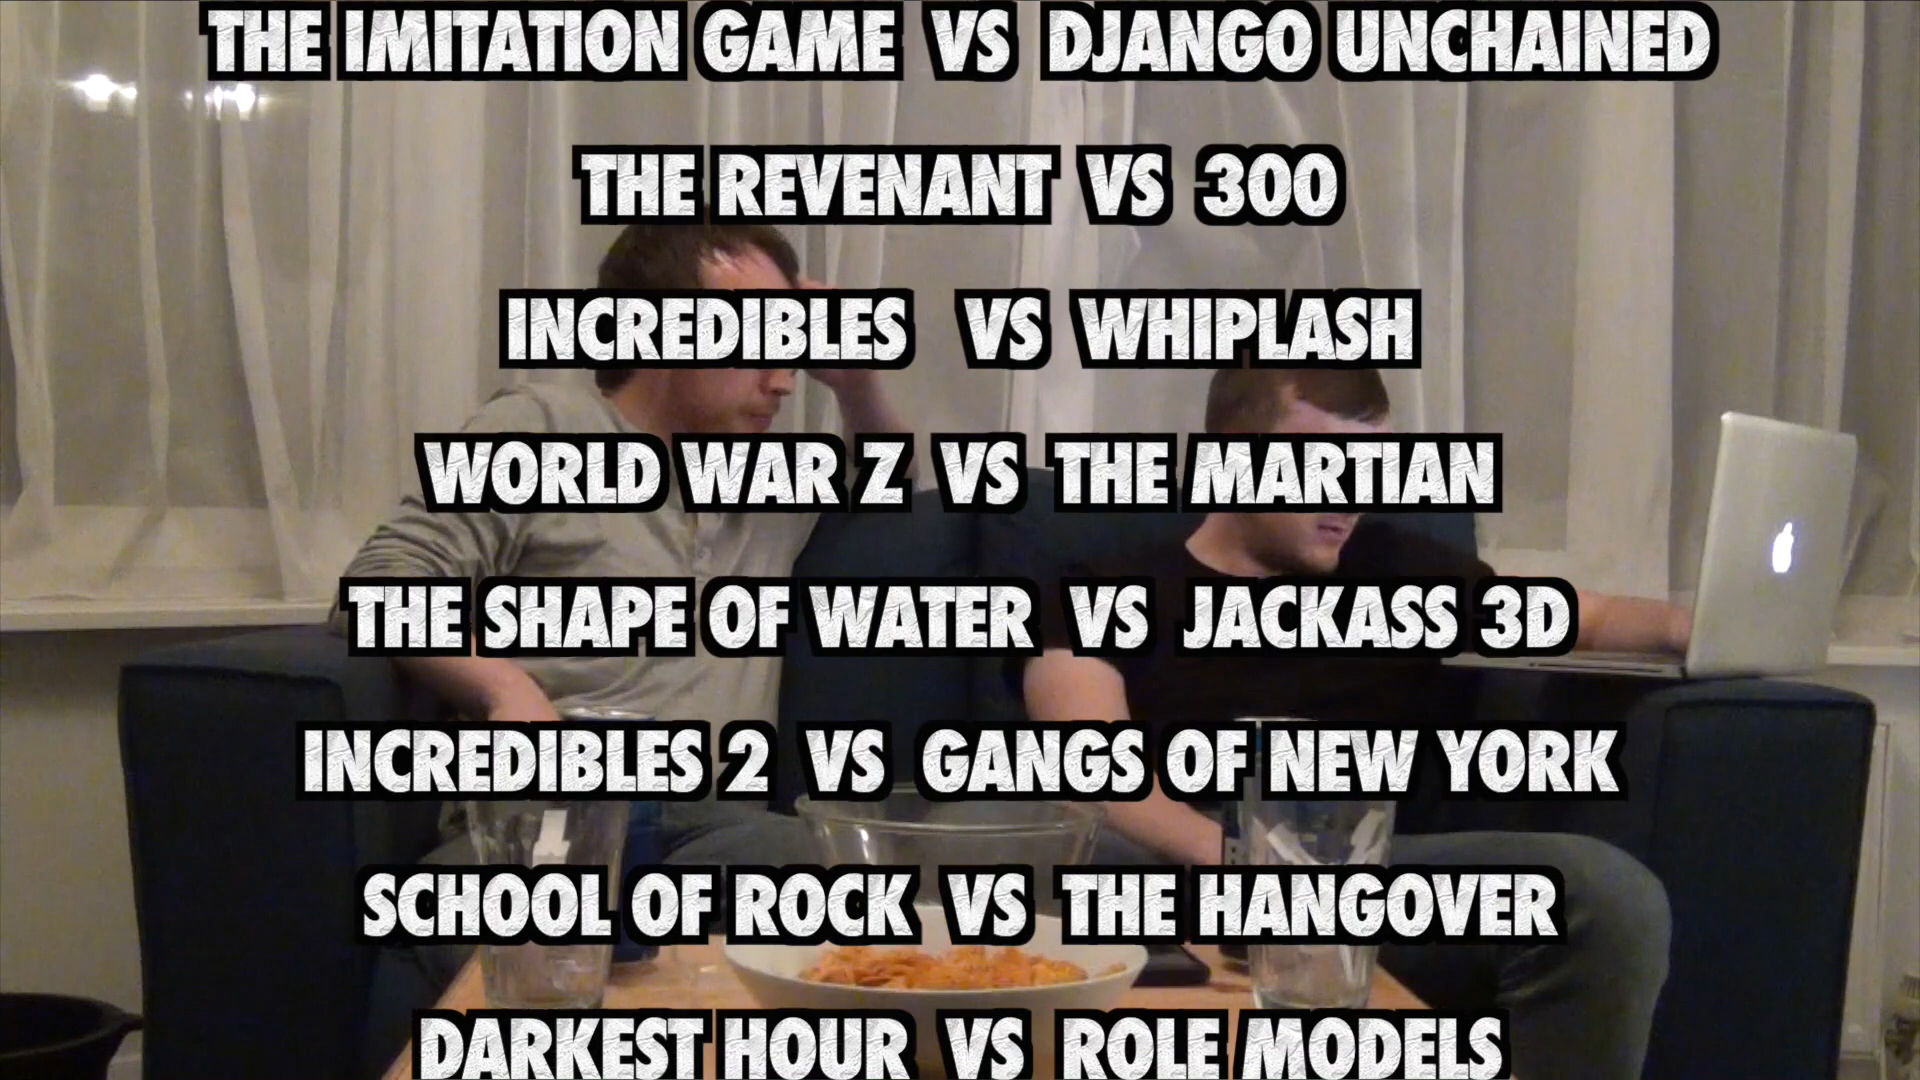 THE IMITATION GAME VS DJANGO UNCHAINED
THE REVENANT VS 300
INCREDIBLES VS WHIPLASH
WORLD WAR Z VS THE MARTIAN
THE SHAPE OF WATER VS JACKASS 3D
INCREDIBLES 2 VS GANGS OF NEW YORK
SCHOOL OF ROCK VS THE HANGOVER
DARKEST HOUR VS ROLE MODELS